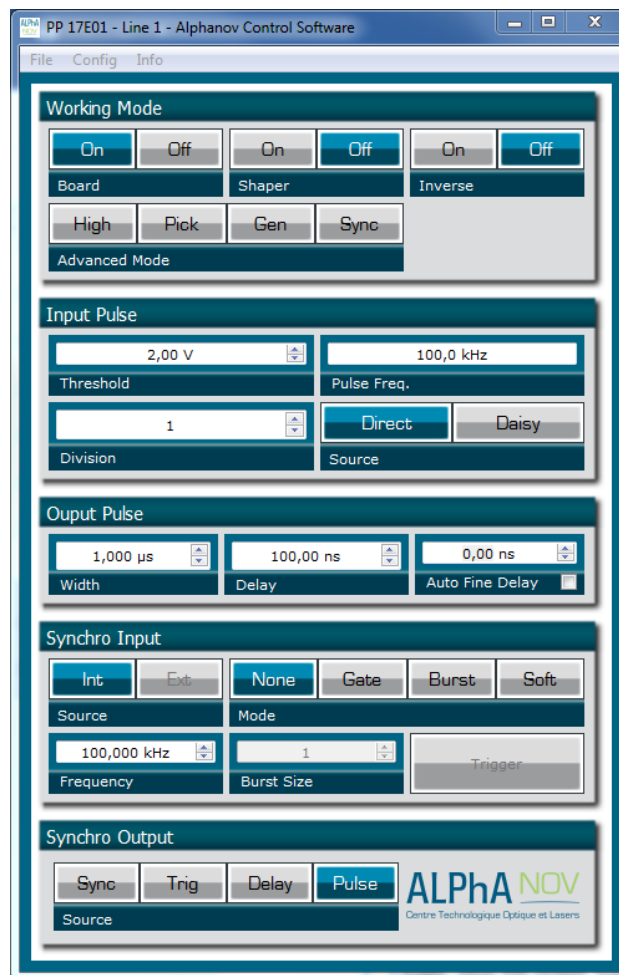 PP 17E01 - Line 1 - Alphanov Control Software
File Config Info
Working Mode
On Off On Off On Off
Board Shaper Inverse
High Pick Gen Sync
Advanced Mode
Input Pulse
2,00 V 100,0 kHz
Threshold Pulse Freq.
1 Direct Daisy
Division Source
Ouput Pulse
1,000 µs 100,00 ns 0,00 ns
Width Delay Auto Fine Delay
Synchro Input
Int Ext None Gate Burst Soft
Source Mode
100,000 kHz 1 Trigger
Frequency Burst Size
Synchro Output
Sync Trig Delay Pulse
Source
ALPhA NOV
Centre Technologique Optique et Lasers